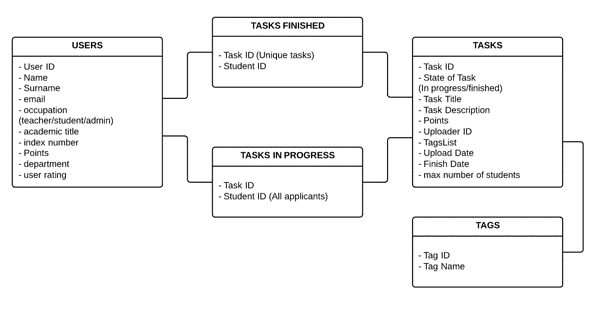 TASKS FINISHED
- Task ID (Unique tasks)
- Student ID
USERS
- User ID
- Name
- Surname
- email
- occupation
(teacher/student/admin)
- academic title
- index number
- Points
- department
- user rating
TASKS IN PROGRESS
- Task ID
- Student ID (All applicants)
TASKS
- Task ID
- State of Task
(In progress/finished)
- Task Title
- Task Description
- Points
- Uploader ID
- TagsList
- Upload Date
- Finish Date
- max number of students
TAGS
- Tag ID
- Tag Name